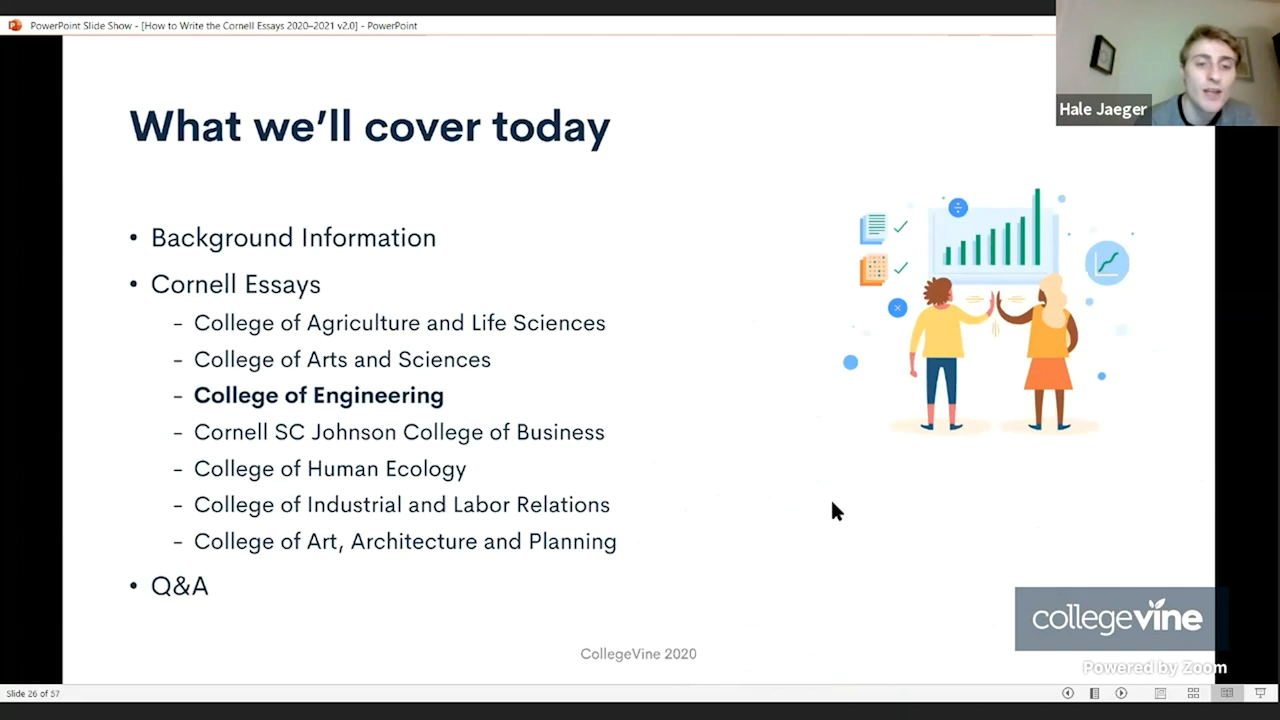 PowerPoint Slide Show - [How to Write the Cornell Essays 2020–2021 v2.0] - PowerPoint
Hale Jaeger
What we'll cover today
• Background Information
• Cornell Essays
- College of Agriculture and Life Sciences
- College of Arts and Sciences
- College of Engineering
- Cornell SC Johnson College of Business
- College of Human Ecology
- College of Industrial and Labor Relations
- College of Art, Architecture and Planning
• Q&A
collegevine
CollegeVine 2020
Powered by Zoom
Slide 26 of 57